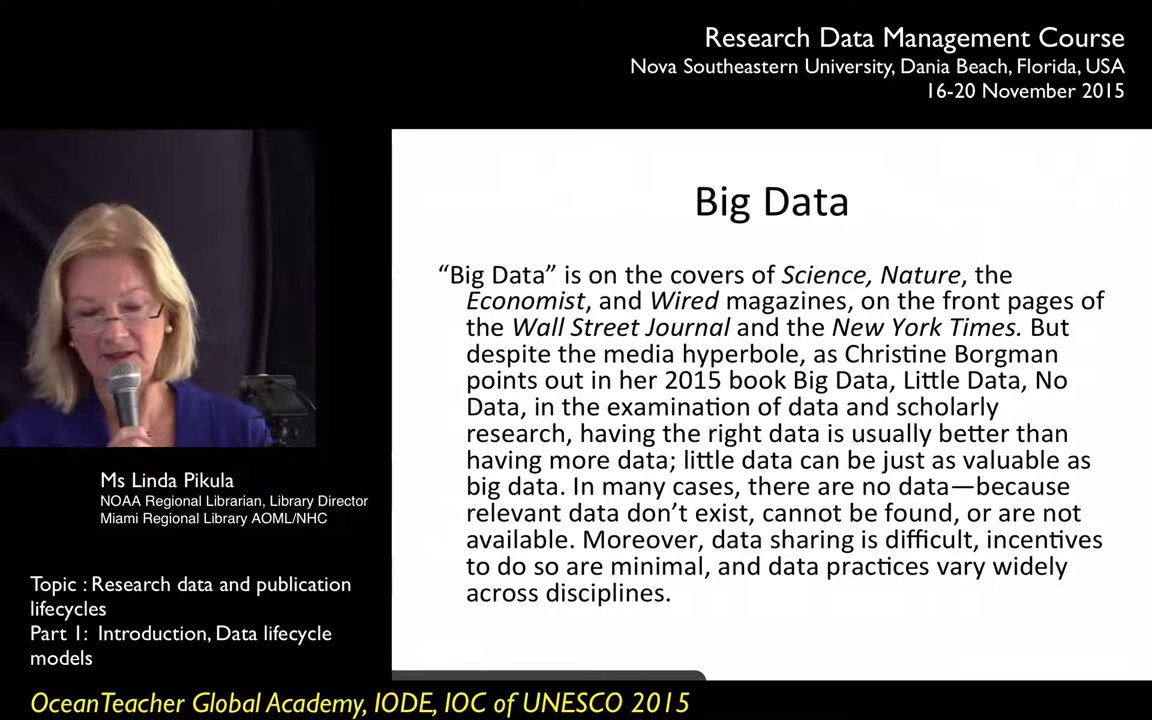 Research Data Management Course
Nova Southeastern University, Dania Beach, Florida, USA
16-20 November 2015
Big Data
“Big Data” is on the covers of Science, Nature, the
Economist, and Wired magazines, on the front pages of
the Wall Street Journal and the New York Times. But
despite the media hyperbole, as Christine Borgman
points out in her 2015 book Big Data, Little Data, No
Data, in the examination of data and scholarly
research, having the right data is usually better than
having more data; little data can be just as valuable as
big data. In many cases, there are no data—because
relevant data don’t exist, cannot be found, or are not
available. Moreover, data sharing is difficult, incentives
to do so are minimal, and data practices vary widely
across disciplines.
Ms Linda Pikula
NOAA Regional Librarian, Library Director
Miami Regional Library AOML/NHC
Topic : Research data and publication
lifecycles
Part 1: Introduction, Data lifecycle
models
OceanTeacher Global Academy, IODE, IOC of UNESCO 2015